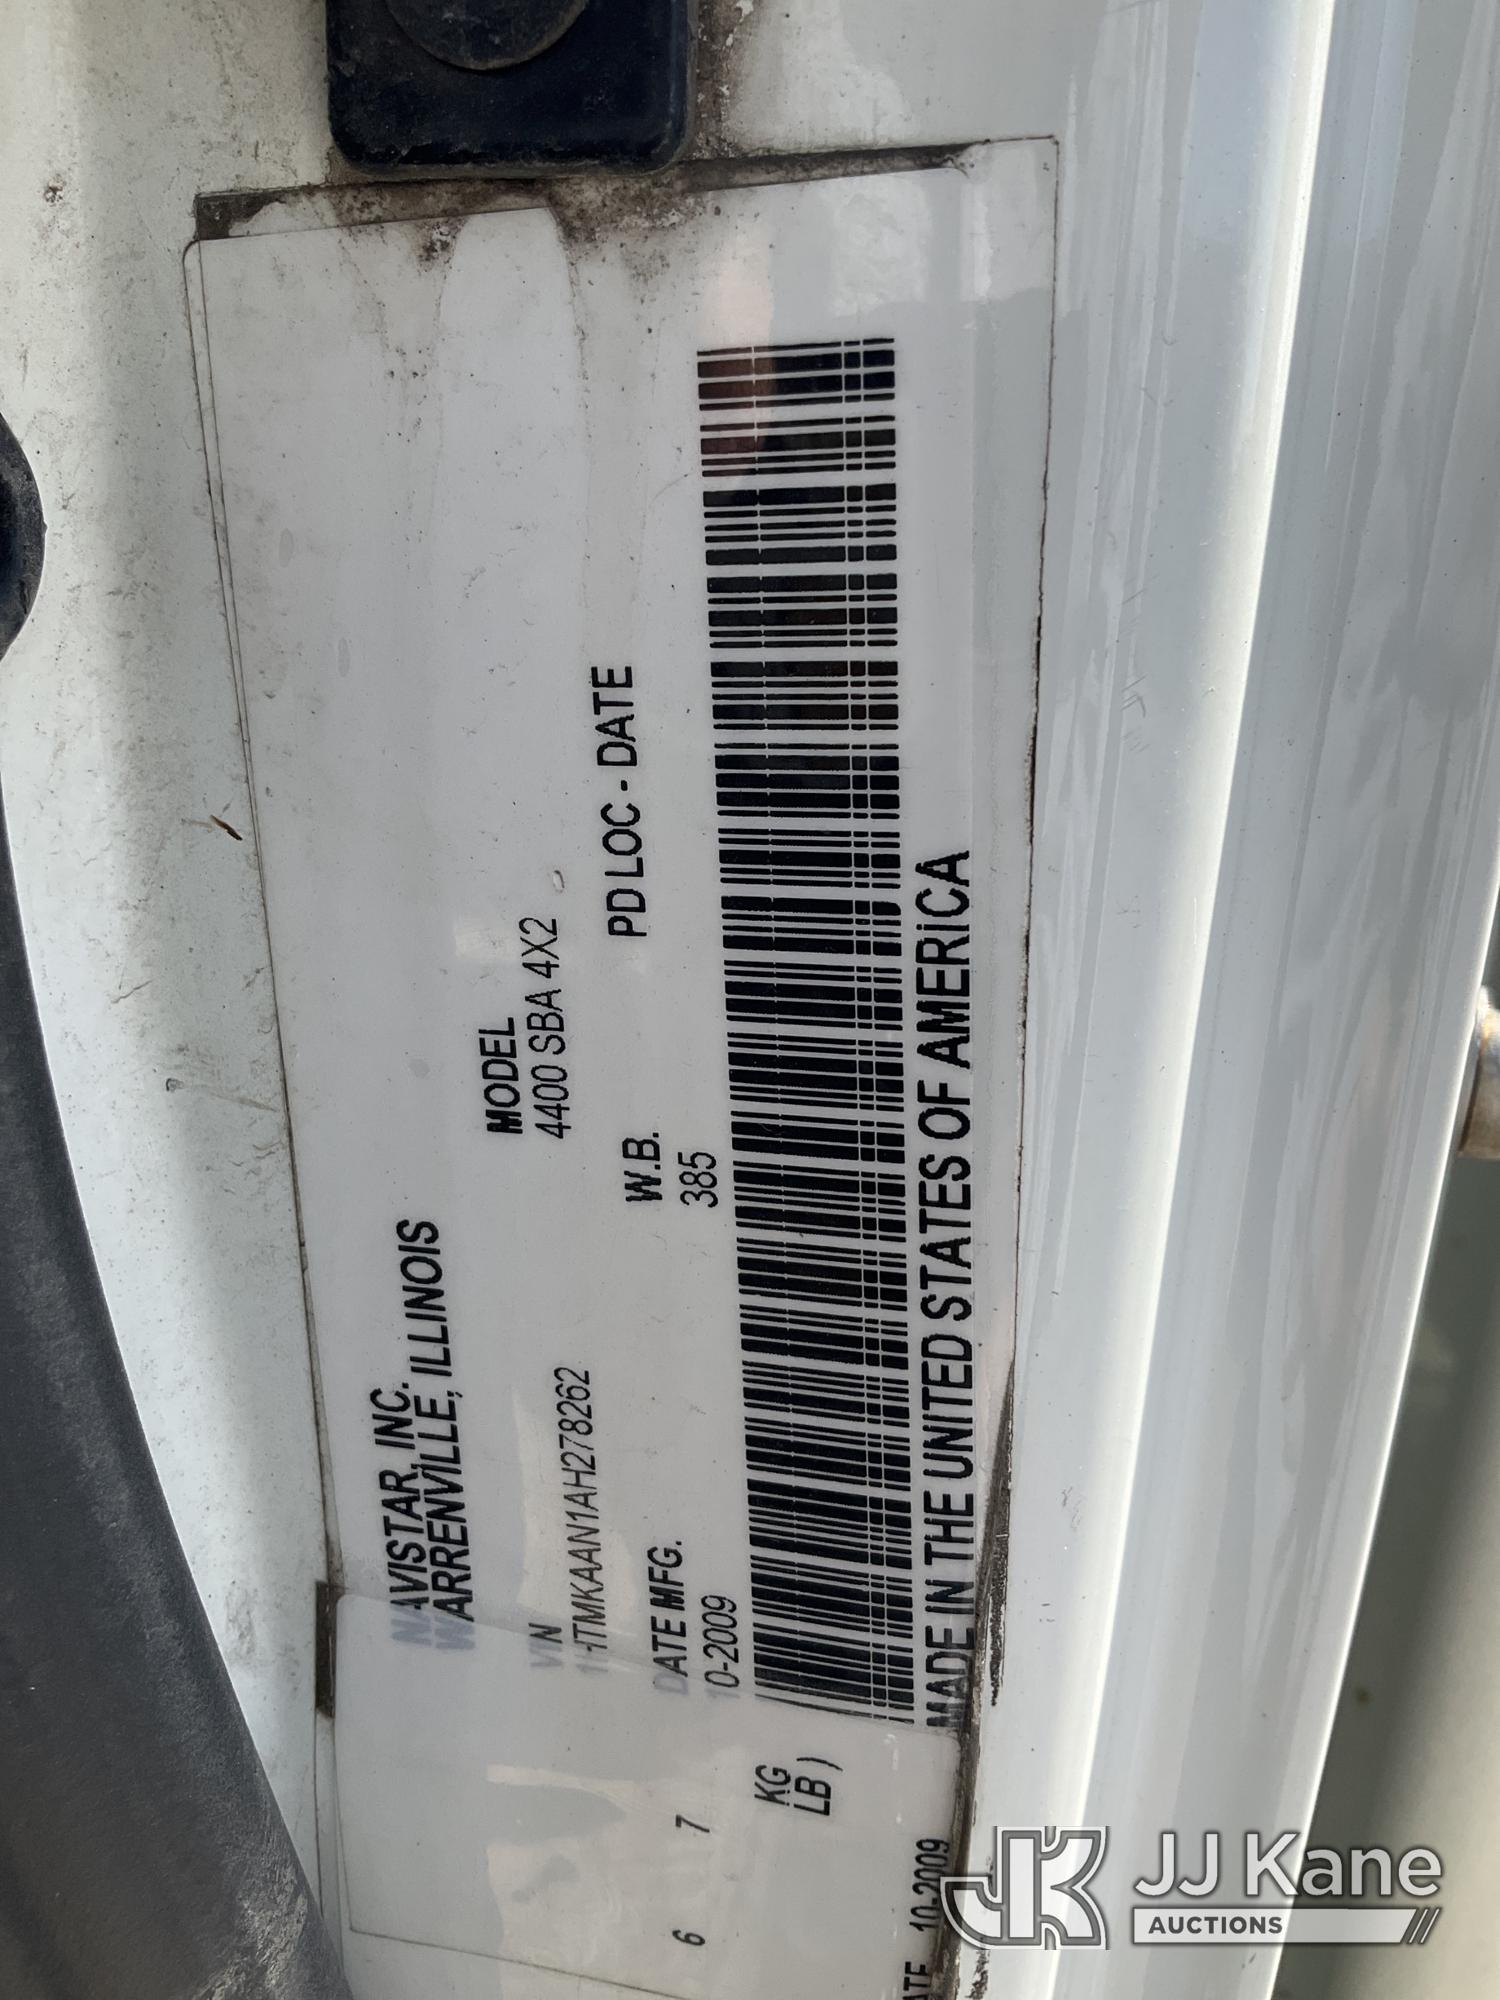 NAVISTAR, INC.
WARRENVILLE, ILLINOIS
MODEL
4400 SBA 4X2
VIN
1HTMKAAN1AH278262
W.B.
385
PD LOC - DATE
DATE MFG.
10-2009
MADE IN THE UNITED STATES OF AMERICA
6 7
KG
LB )
10-2009
JJ Kane
AUCTIONS